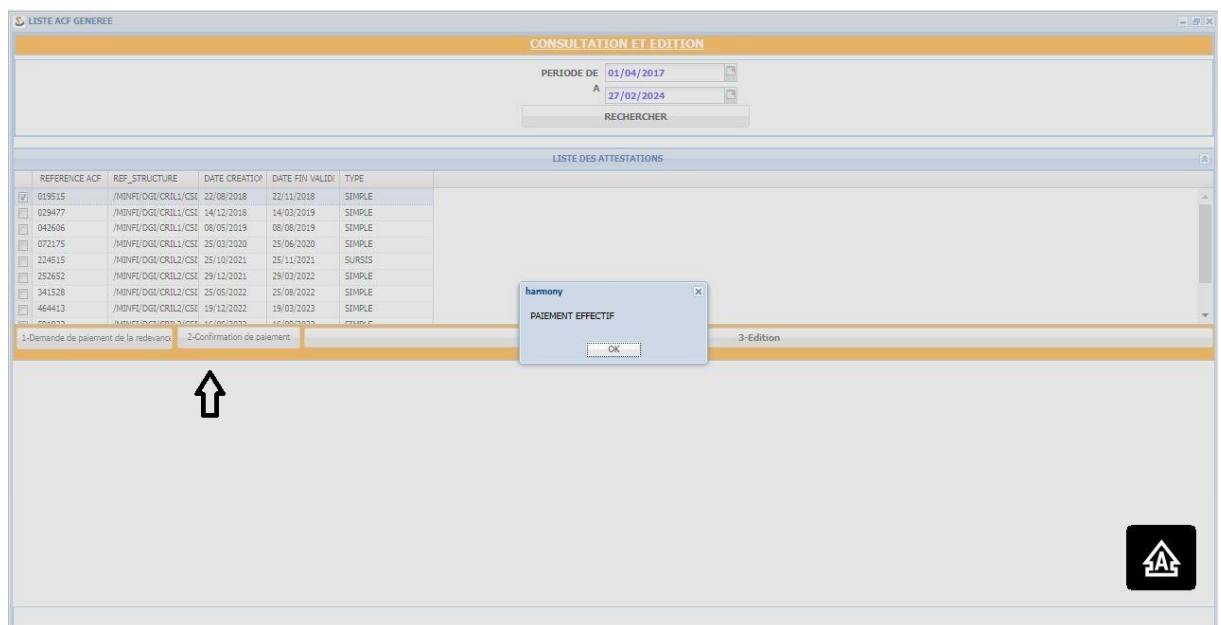 LISTE ACF GENEREE
CONSULTATION ET EDITION
PERIODE DE 01/04/2017
A 27/02/2024
RECHERCHER
LISTE DES ATTESTATIONS
REFERENCE ACF REF_STRUCTURE DATE CREATION DATE FIN VALIDI TYPE
019515 /MINFI/DGI/CRIL1/CSI 22/08/2018 22/11/2018 SIMPLE
029477 /MINFI/DGI/CRIL1/CSI 14/12/2018 14/03/2019 SIMPLE
042606 /MINFI/DGI/CRIL1/CSI 08/05/2019 08/08/2019 SIMPLE
072175 /MINFI/DGI/CRIL1/CSI 25/03/2020 25/06/2020 SIMPLE
224515 /MINFI/DGI/CRIL2/CSI 25/10/2021 25/11/2021 SURSIS
252652 /MINFI/DGI/CRIL2/CSI 29/12/2021 29/03/2022 SIMPLE
341528 /MINFI/DGI/CRIL2/CSI 25/05/2022 25/08/2022 SIMPLE
464413 /MINFI/DGI/CRIL2/CSI 19/12/2022 19/03/2023 SIMPLE
harmony
PAIEMENT EFFECTIF
OK
1-Demande de paiement de la redevance 2-Confirmation de paiement 3-Edition
A